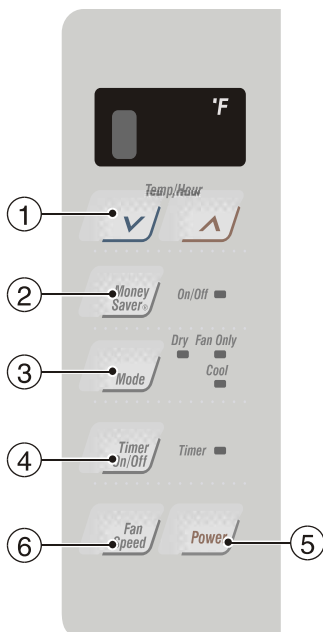 °F
Temp/Hour
1
2
Money
Saver®
On/Off
Dry Fan Only
3
Mode
Cool
4
Timer
On/Off
Timer
6
Fan
Speed
Power
5